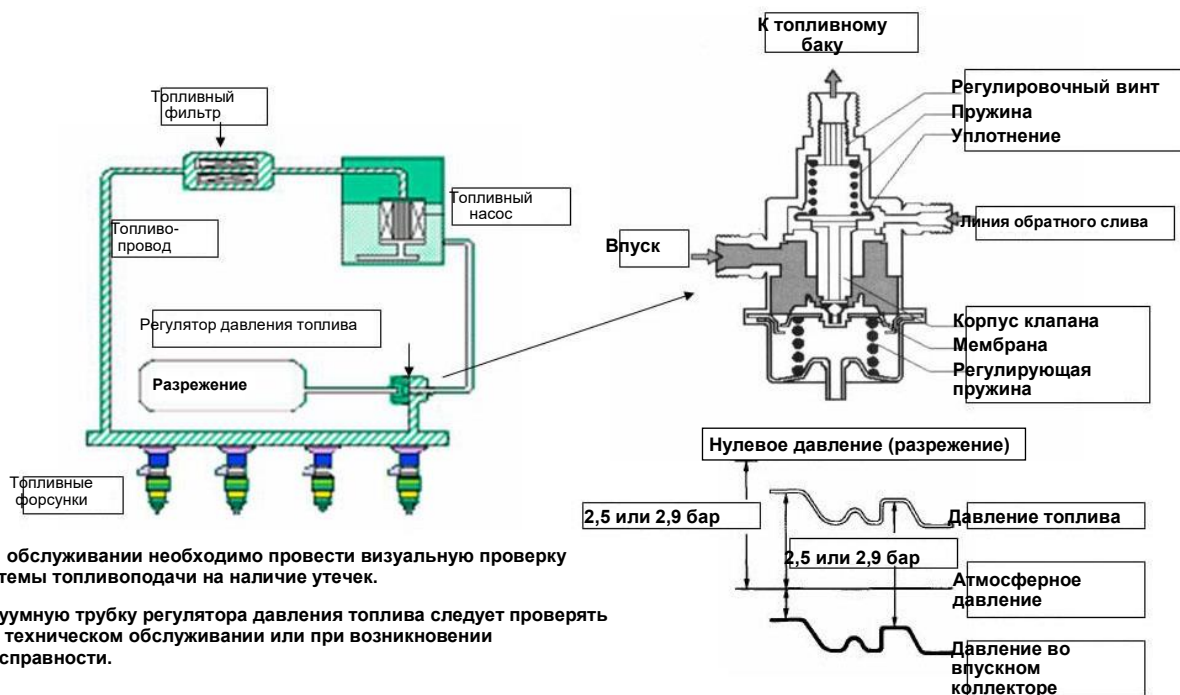 К топливному
баку
Топливный
фильтр
Регулировочный винт
Пружина
Уплотнение
Топливный
насос
Топливо-
провод
Линия обратного слива
Впуск
Регулятор давления топлива
Корпус клапана
Мембрана
Регулирующая
пружина
Разрежение
Нулевое давление (разрежение)
Топливные
форсунки
2,5 или 2,9 бар
Давление топлива
2,5 или 2,9 бар
Атмосферное
давление
Давление во
впускном
коллекторе
обслуживании необходимо провести визуальную проверку
темы топливоподачи на наличие утечек.
уумную трубку регулятора давления топлива следует проверять
техническом обслуживании или при возникновении
справности.